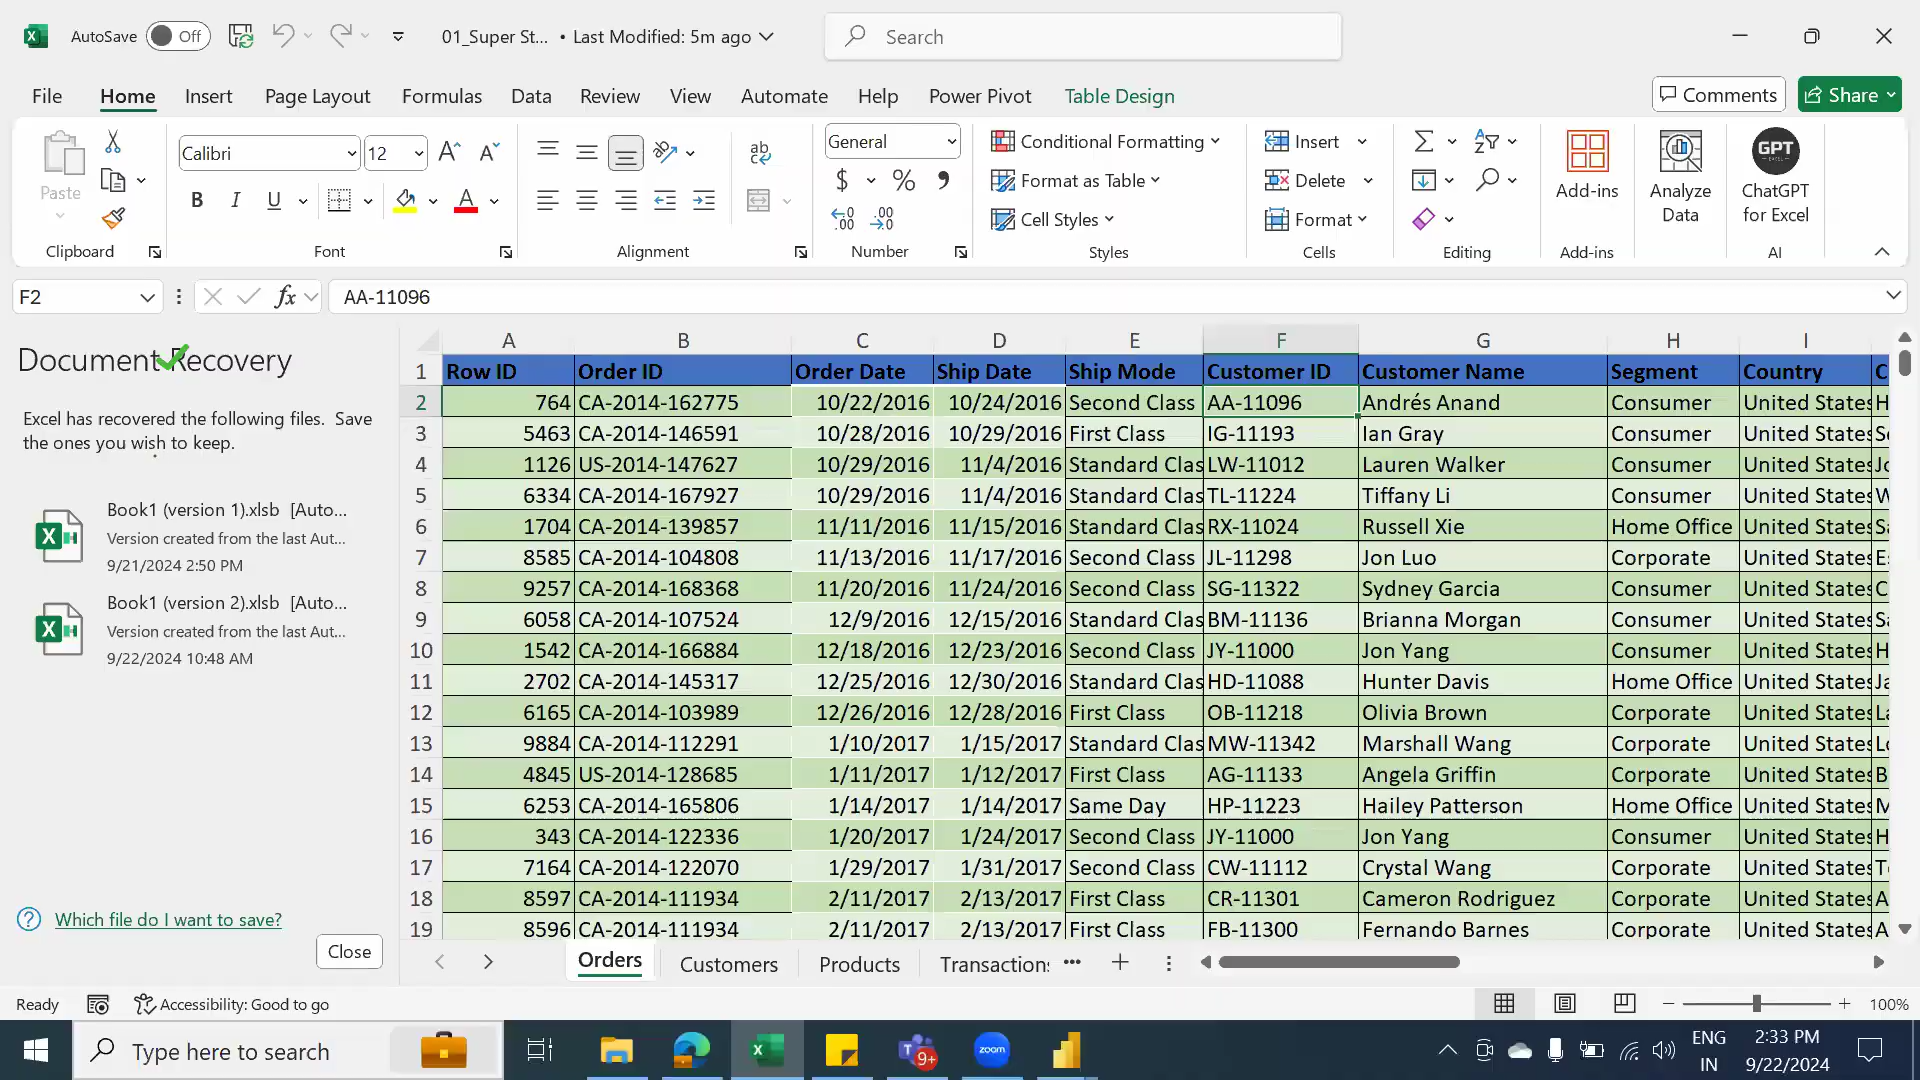 AutoSave Off 01_Super St... • Last Modified: 5m ago Search
File Home Insert Page Layout Formulas Data Review View Automate Help Power Pivot Table Design Comments Share
Paste Calibri 12 General Conditional Formatting Insert
B I U Format as Table Delete
Cell Styles Format
Add-ins Analyze Data GPT EXCEL ChatGPT for Excel
Clipboard Font Alignment Number Styles Cells Editing Add-ins AI
F2 fx AA-11096
Document Recovery
Excel has recovered the following files. Save
the ones you wish to keep.
Book1 (version 1).xlsb [Auto...
Version created from the last Aut...
9/21/2024 2:50 PM
Book1 (version 2).xlsb [Auto...
Version created from the last Aut...
9/22/2024 10:48 AM
Which file do I want to save?
Close
A B C D E F G H I
1 Row ID Order ID Order Date Ship Date Ship Mode Customer ID Customer Name Segment Country C
2 764 CA-2014-162775 10/22/2016 10/24/2016 Second Class AA-11096 Andrés Anand Consumer United States H
3 5463 CA-2014-146591 10/28/2016 10/29/2016 First Class IG-11193 Ian Gray Consumer United States Se
4 1126 US-2014-147627 10/29/2016 11/4/2016 Standard Clas LW-11012 Lauren Walker Consumer United States Jo
5 6334 CA-2014-167927 10/29/2016 11/4/2016 Standard Clas TL-11224 Tiffany Li Consumer United States W
6 1704 CA-2014-139857 11/11/2016 11/15/2016 Standard Clas RX-11024 Russell Xie Home Office United States Sa
7 8585 CA-2014-104808 11/13/2016 11/17/2016 Second Class JL-11298 Jon Luo Corporate United States Es
8 9257 CA-2014-168368 11/20/2016 11/24/2016 Second Class SG-11322 Sydney Garcia Consumer United States C
9 6058 CA-2014-107524 12/9/2016 12/15/2016 Standard Clas BM-11136 Brianna Morgan Consumer United States Sa
10 1542 CA-2014-166884 12/18/2016 12/23/2016 Second Class JY-11000 Jon Yang Consumer United States H
11 2702 CA-2014-145317 12/25/2016 12/30/2016 Standard Clas HD-11088 Hunter Davis Home Office United States Ja
12 6165 CA-2014-103989 12/26/2016 12/28/2016 First Class OB-11218 Olivia Brown Corporate United States La
13 9884 CA-2014-112291 1/10/2017 1/15/2017 Standard Clas MW-11342 Marshall Wang Corporate United States Lo
14 4845 US-2014-128685 1/11/2017 1/12/2017 First Class AG-11133 Angela Griffin Corporate United States B
15 6253 CA-2014-165806 1/14/2017 1/14/2017 Same Day HP-11223 Hailey Patterson Home Office United States M
16 343 CA-2014-122336 1/20/2017 1/24/2017 Second Class JY-11000 Jon Yang Consumer United States H
17 7164 CA-2014-122070 1/29/2017 1/31/2017 Second Class CW-11112 Crystal Wang Corporate United States Te
18 8597 CA-2014-111934 2/11/2017 2/13/2017 First Class CR-11301 Cameron Rodriguez Corporate United States A
19 8596 CA-2014-111934 2/11/2017 2/13/2017 First Class FB-11300 Fernando Barnes Corporate United States A
Orders Customers Products Transactions ...
Ready Accessibility: Good to go 100%
Type here to search 9+ zoom ENG IN 2:33 PM 9/22/2024